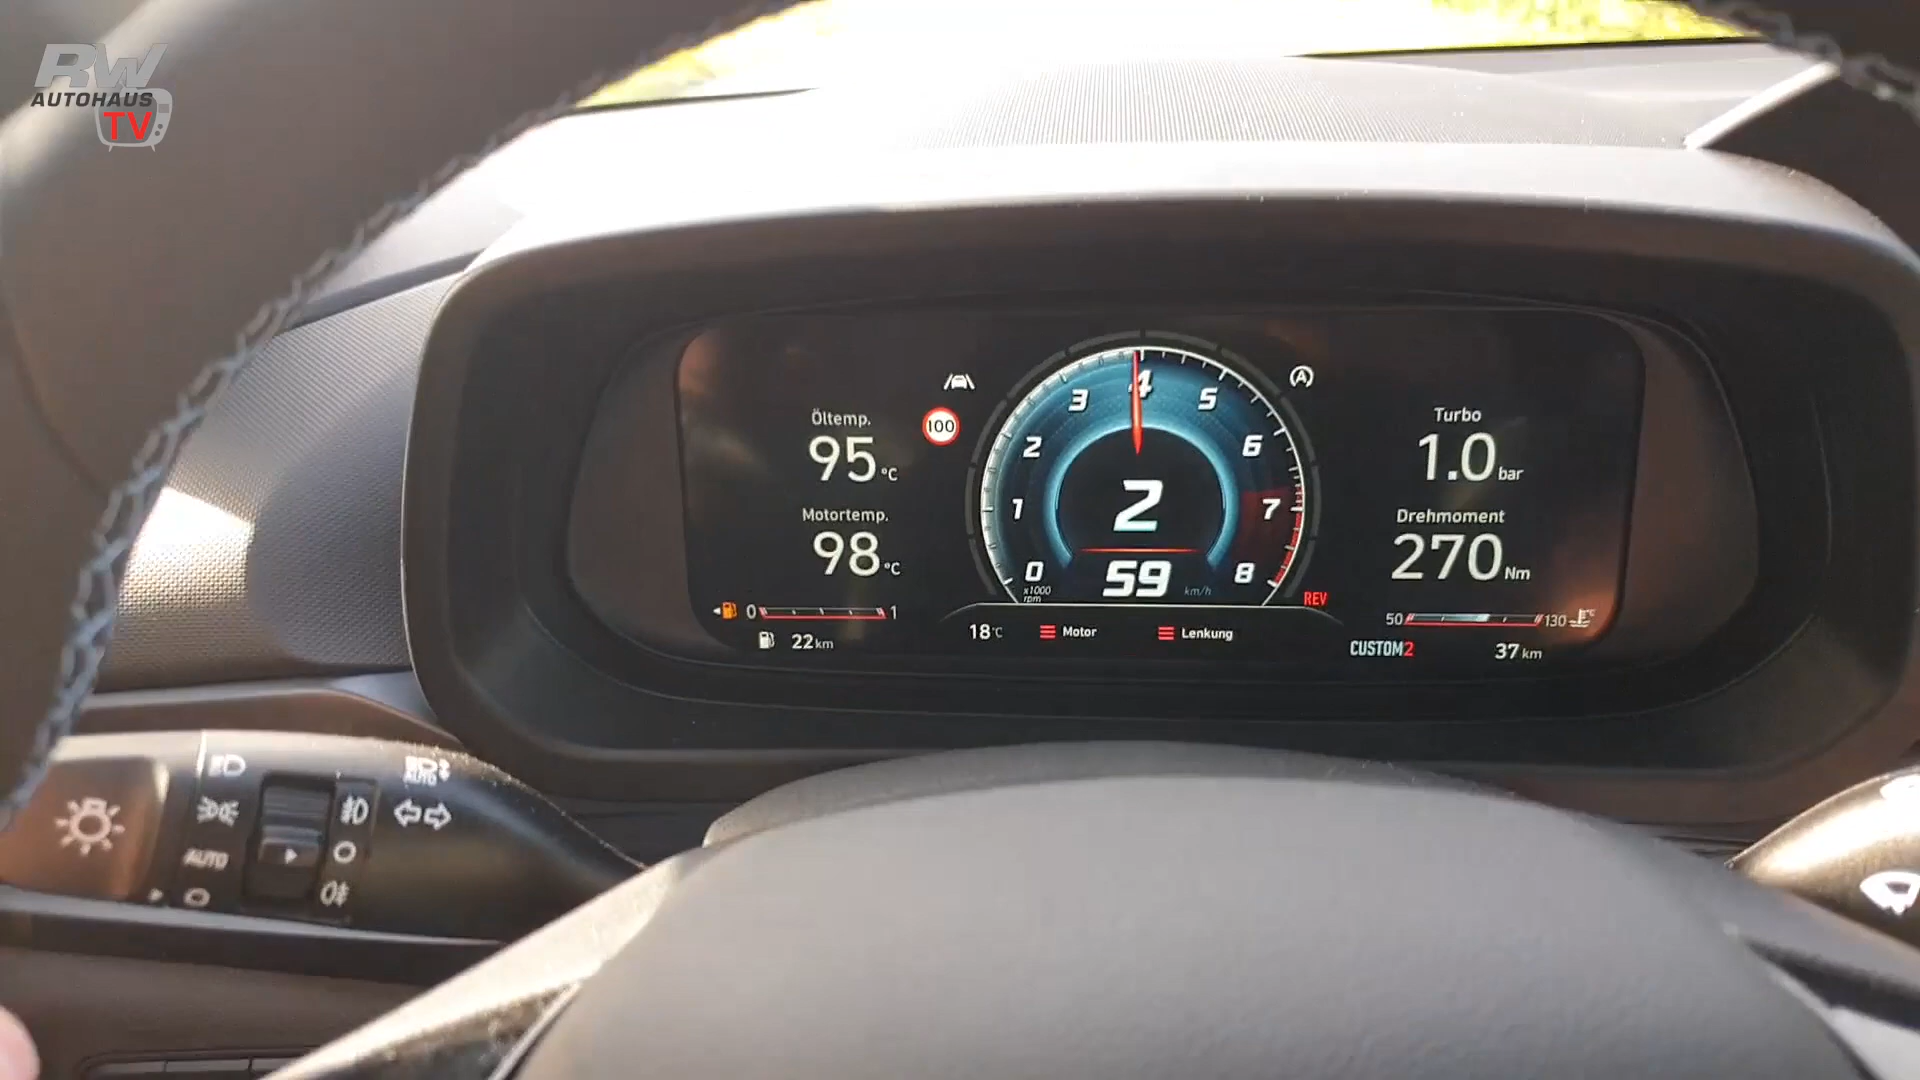 RW
AUTOHAUS
TV
Öltemp.
95 °C
Motortemp.
98 °C
100
0 1 2 3 4 5 6 7 8
x1000
rpm
2
59 km/h
REV
Turbo
1.0 bar
Drehmoment
270 Nm
0 1
22 km
18°C
Motor
Lenkung
50 130 °C
CUSTOM2
37 km
A
AUTO
AUTO